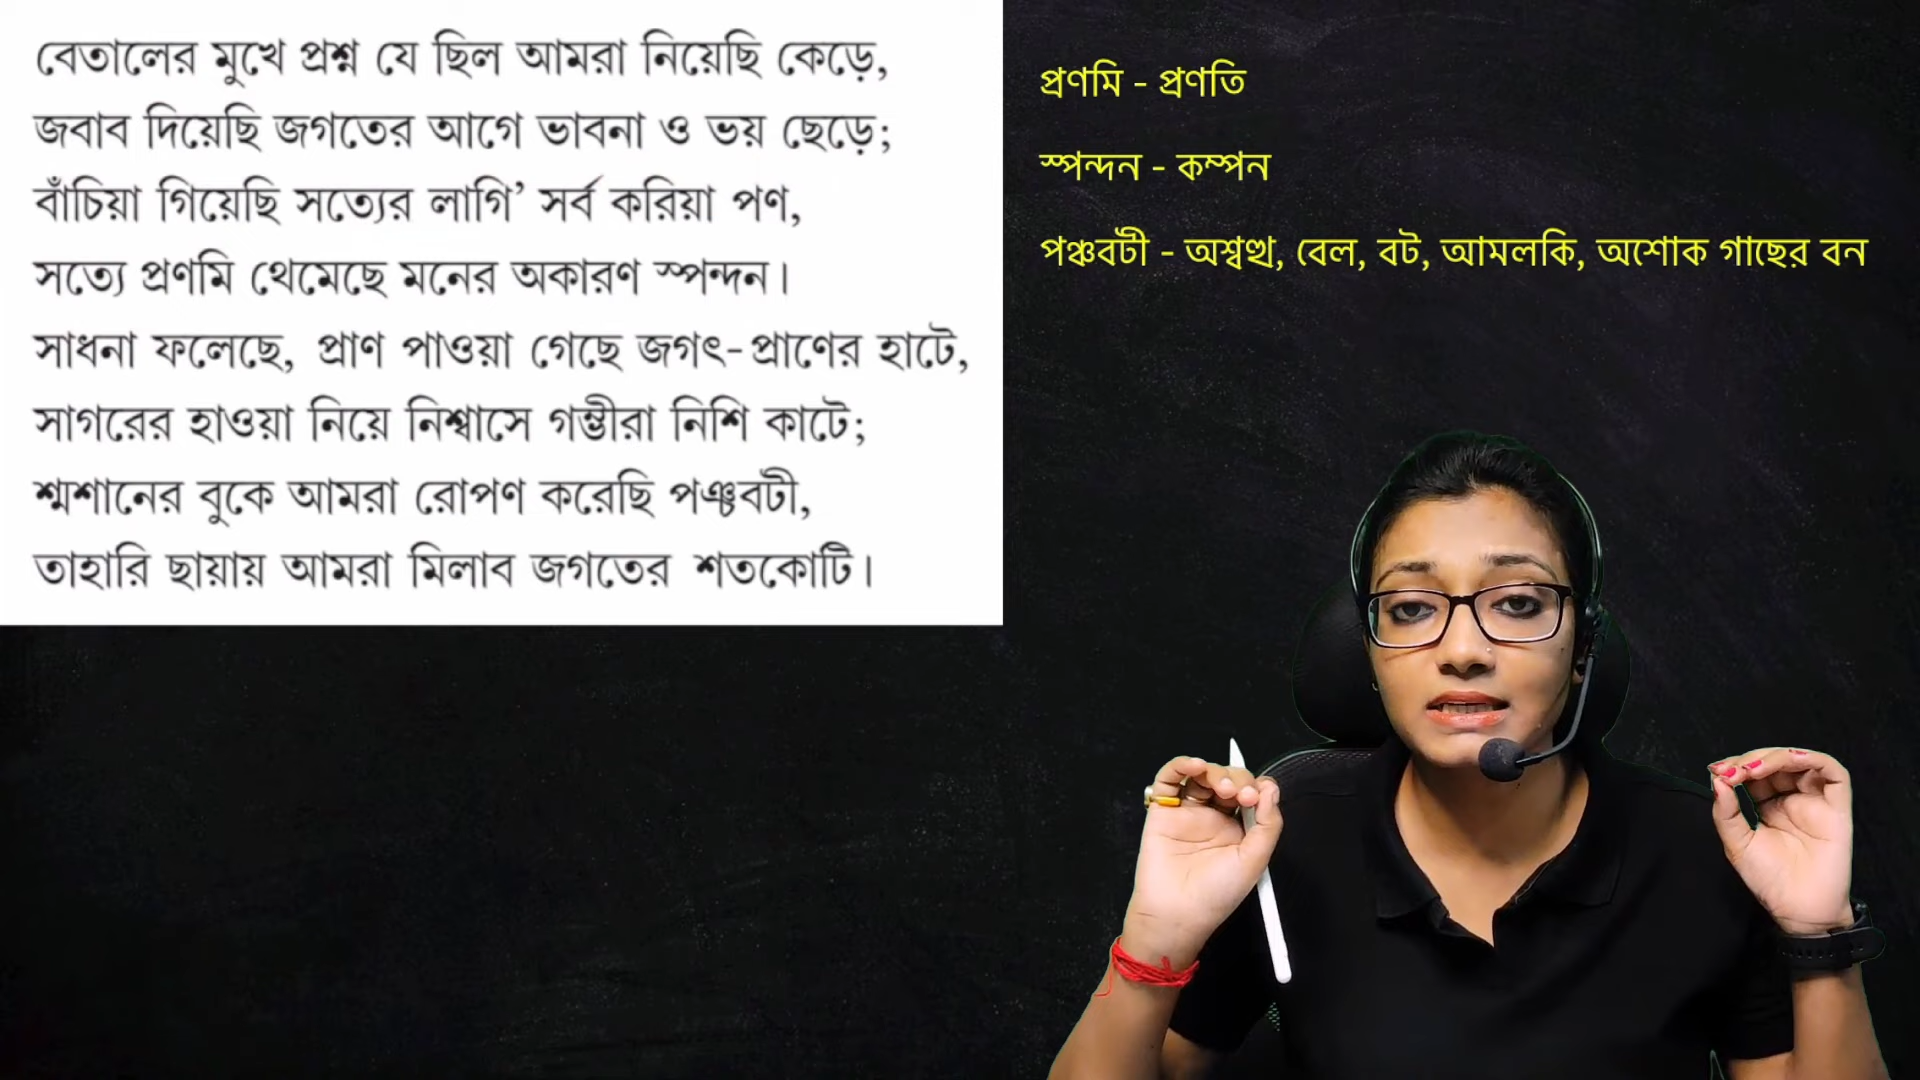 বেতালের মুখে প্রশ্ন যে ছিল আমরা নিয়েছি কেড়ে,
জবাব দিয়েছি জগতের আগে ভাবনা ও ভয় ছেড়ে;
বাঁচিয়া গিয়েছি সত্যের লাগি’ সর্ব করিয়া পণ,
সত্যে প্রণমি থেমেছে মনের অকারণ স্পন্দন।
সাধনা ফলেছে, প্রাণ পাওয়া গেছে জগৎ-প্রাণের হাটে,
সাগরের হাওয়া নিয়ে নিশ্বাসে গম্ভীরা নিশি কাটে;
শ্মশানের বুকে আমরা রোপণ করেছি পঞ্চবটী,
তাহারি ছায়ায় আমরা মিলাব জগতের শতকোটি।
প্রণমি - প্রণতি
স্পন্দন - কম্পন
পঞ্চবটী - অশ্বত্থ, বেল, বট, আমলকি, অশোক গাছের বন